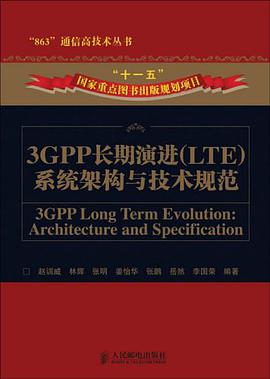 “863”通信高技术丛书
“十一五”
国家重点图书出版规划项目
3GPP长期演进(LTE)
系统架构与技术规范
3GPP Long Term Evolution:
Architecture and Specification
赵训威 林辉 张明 姜怡华 张鹏 岳然 李国荣 编著
人民邮电出版社